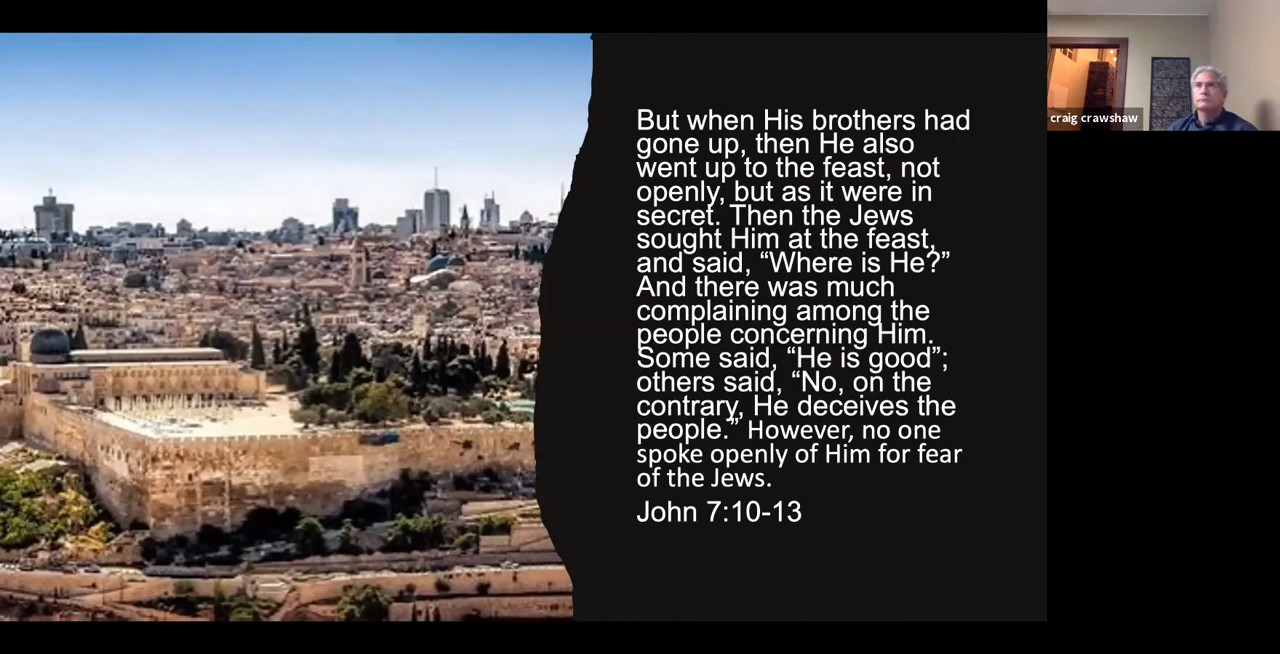 But when His brothers had
gone up, then He also
went up to the feast, not
openly, but as it were in
secret. Then the Jews
sought Him at the feast,
and said, “Where is He?”
And there was much
complaining among the
people concerning Him.
Some said, “He is good”;
others said, “No, on the
contrary, He deceives the
people.” However, no one
spoke openly of Him for fear
of the Jews.
John 7:10-13
craig crawshaw